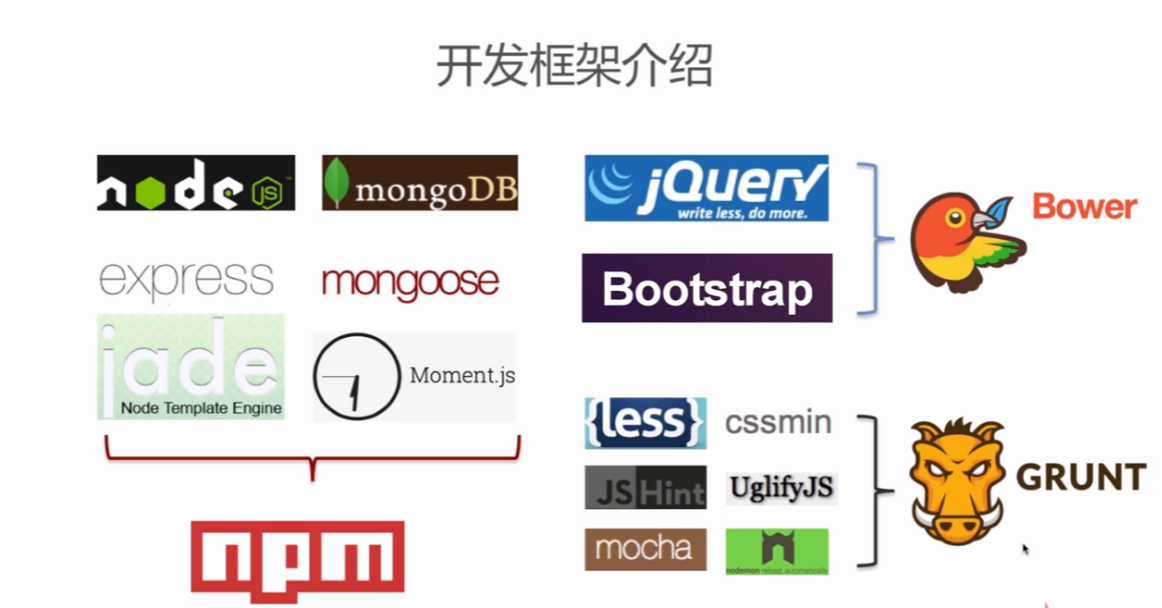 开发框架介绍
node JS™
mongoDB
express
mongoose
jade
Node Template Engine
Moment.js
npm
jQuery
write less, do more.
Bootstrap
Bower
{less}
cssmin
JSHint
UglifyJS
mocha
nodemon reload, automatically
GRUNT